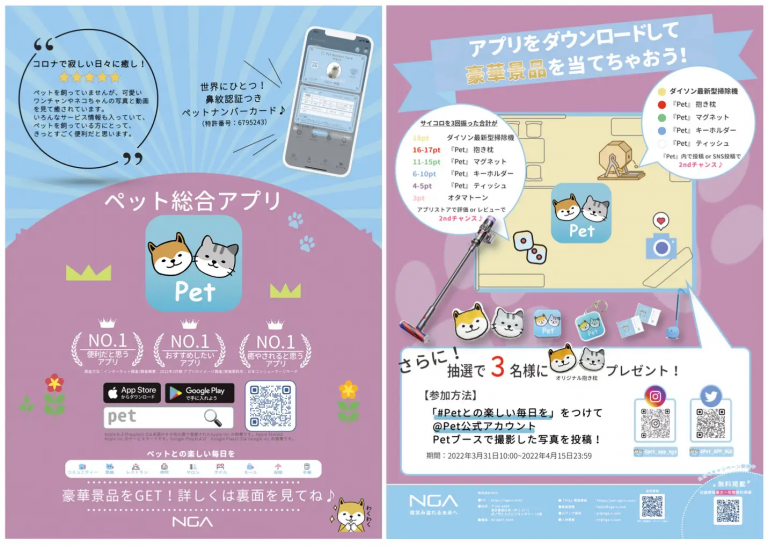 コロナで寂しい日々に癒し！
ペットを飼っていませんが、可愛い
ワンチャンやネコちゃんの写真と動画
を見て癒されています。
いろんなサービス情報も入っていて、
ペットを飼っている方にとって、
きっとすごく便利だと思います。
世界にひとつ！
鼻紋認証つき
ペットナンバーカード♪
(特許番号：6795243)
ペット総合アプリ
Pet
NO.1
便利だと思う
アプリ
NO.1
おすすめしたい
アプリ
NO.1
癒やされると思う
アプリ
App Store
からダウンロード
Google Play
で手に入れよう
pet
ペットとの楽しい毎日を
豪華景品をGET！詳しくは裏面を見てね♪
わくわく
NGA
アプリをダウンロードして
豪華景品を当てちゃおう！
サイコロを3回振った合計が
18pt ダイソン最新型掃除機
16-17pt 『Pet』抱き枕
11-15pt 『Pet』マグネット
6-10pt 『Pet』キーホルダー
4-5pt 『Pet』ティッシュ
3pt オタマトーン
アプリストアで評価 or レビューで
2ndチャンス♪
ダイソン最新型掃除機
『Pet』抱き枕
『Pet』マグネット
『Pet』キーホルダー
『Pet』ティッシュ
『Pet』内で投稿 or SNS投稿で
2ndチャンス♪
Pet
さらに！
抽選で3名様に
オリジナル抱き枕
プレゼント！
【参加方法】
「#Petとの楽しい毎日を」をつけて
@Pet公式アカウント
Petブースで撮影した写真を投稿！
期間：2022年3月31日10:00~2022年4月15日23:59
NGA
無料掲載